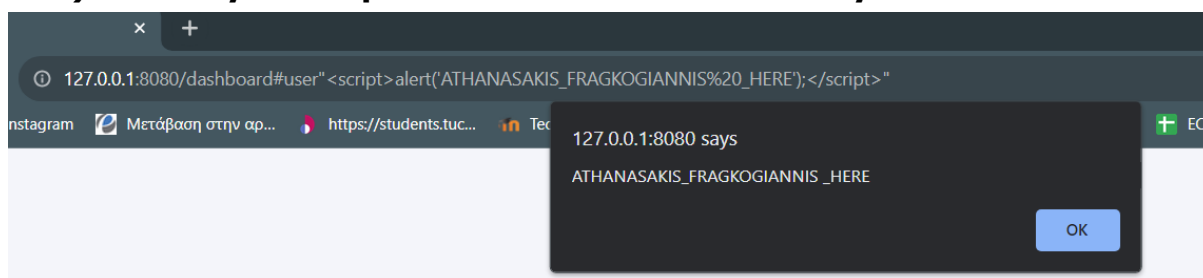 × +
127.0.0.1:8080/dashboard#user"<script>alert('ATHANASAKIS_FRAGKOGIANNIS%20_HERE');</script>"
nstagram Μετάβαση στην αρ... https://students.tuc... Tec EC
127.0.0.1:8080 says
ATHANASAKIS_FRAGKOGIANNIS _HERE
OK